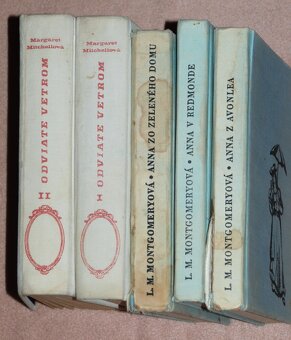 Margaret
Mitchellová
ODVIATE VETROM
II
Margaret
Mitchellová
ODVIATE VETROM
I
L. M. MONTGOMERYOVÁ • ANNA ZO ZELENÉHO DOMU
L. M. MONTGOMERYOVÁ • ANNA V REDMONDE
L. M. MONTGOMERYOVÁ • ANNA Z AVONLEA